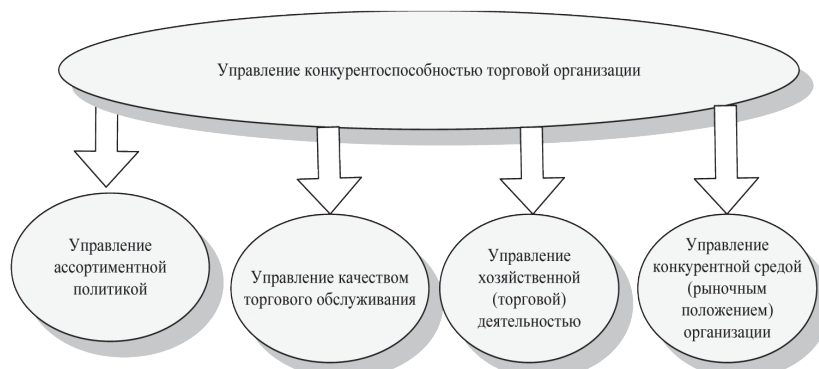 Управление конкурентоспособностью торговой организации
Управление
ассортиментной
политикой
Управление качеством
торгового обслуживания
Управление
хозяйственной
(торговой)
деятельностью
Управление
конкурентной средой
(рыночным
положением)
организации